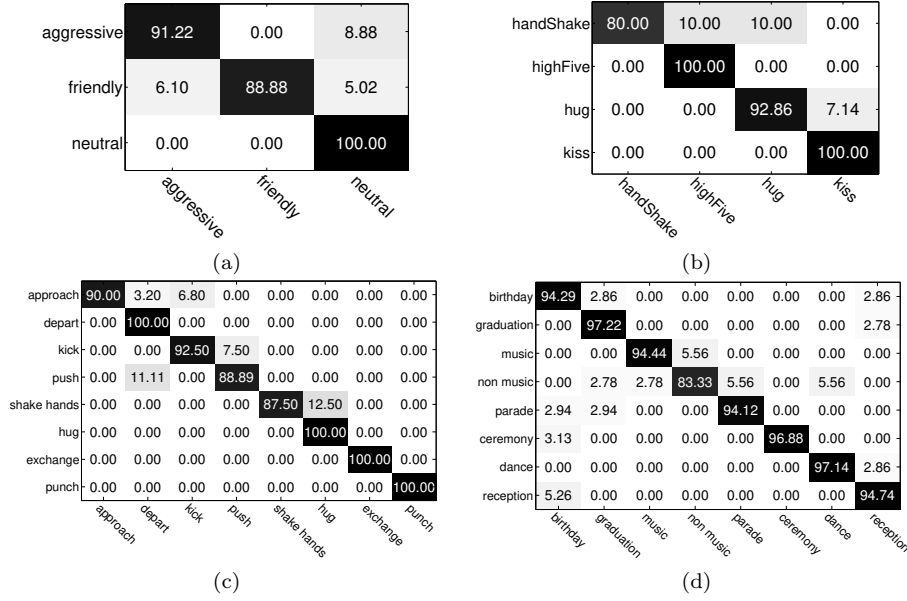 aggressive 91.22 0.00 8.88
friendly 6.10 88.88 5.02
neutral 0.00 0.00 100.00
aggressive friendly neutral
(a)
handShake 80.00 10.00 10.00 0.00
highFive 0.00 100.00 0.00 0.00
hug 0.00 0.00 92.86 7.14
kiss 0.00 0.00 0.00 100.00
handShake highFive hug kiss
(b)
approach 90.00 3.20 6.80 0.00 0.00 0.00 0.00 0.00
depart 0.00 100.00 0.00 0.00 0.00 0.00 0.00 0.00
kick 0.00 0.00 92.50 7.50 0.00 0.00 0.00 0.00
push 0.00 11.11 0.00 88.89 0.00 0.00 0.00 0.00
shake hands 0.00 0.00 0.00 0.00 87.50 12.50 0.00 0.00
hug 0.00 0.00 0.00 0.00 0.00 100.00 0.00 0.00
exchange 0.00 0.00 0.00 0.00 0.00 0.00 100.00 0.00
punch 0.00 0.00 0.00 0.00 0.00 0.00 0.00 100.00
approach depart kick push shake hands hug exchange punch
(c)
birthday 94.29 2.86 0.00 0.00 0.00 0.00 0.00 2.86
graduation 0.00 97.22 0.00 0.00 0.00 0.00 0.00 2.78
music 0.00 0.00 94.44 5.56 0.00 0.00 0.00 0.00
non music 0.00 2.78 2.78 83.33 5.56 0.00 5.56 0.00
parade 2.94 2.94 0.00 0.00 94.12 0.00 0.00 0.00
ceremony 3.13 0.00 0.00 0.00 0.00 96.88 0.00 0.00
dance 0.00 0.00 0.00 0.00 0.00 0.00 97.14 2.86
reception 5.26 0.00 0.00 0.00 0.00 0.00 0.00 94.74
birthday graduation music non music parade ceremony dance reception
(d)